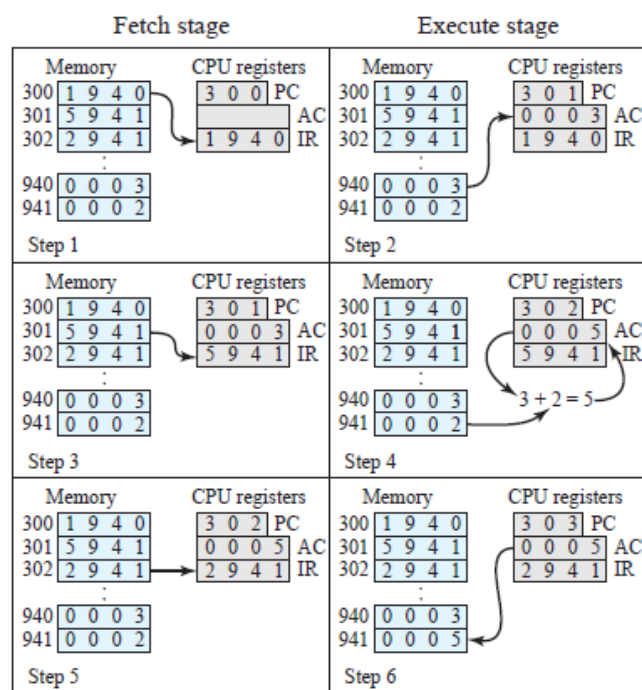 Fetch stage Execute stage
Memory CPU registers
300 1 9 4 0 3 0 0 PC
301 5 9 4 1 AC
302 2 9 4 1 1 9 4 0 IR
940 0 0 0 3
941 0 0 0 2
Step 1
Memory CPU registers
300 1 9 4 0 3 0 1 PC
301 5 9 4 1 0 0 0 3 AC
302 2 9 4 1 1 9 4 0 IR
940 0 0 0 3
941 0 0 0 2
Step 2
Memory CPU registers
300 1 9 4 0 3 0 1 PC
301 5 9 4 1 0 0 0 3 AC
302 2 9 4 1 5 9 4 1 IR
940 0 0 0 3
941 0 0 0 2
Step 3
Memory CPU registers
300 1 9 4 0 3 0 2 PC
301 5 9 4 1 0 0 0 5 AC
302 2 9 4 1 5 9 4 1 IR
940 0 0 0 3 3 + 2 = 5
941 0 0 0 2
Step 4
Memory CPU registers
300 1 9 4 0 3 0 2 PC
301 5 9 4 1 0 0 0 5 AC
302 2 9 4 1 2 9 4 1 IR
940 0 0 0 3
941 0 0 0 2
Step 5
Memory CPU registers
300 1 9 4 0 3 0 3 PC
301 5 9 4 1 0 0 0 5 AC
302 2 9 4 1 2 9 4 1 IR
940 0 0 0 3
941 0 0 0 5
Step 6